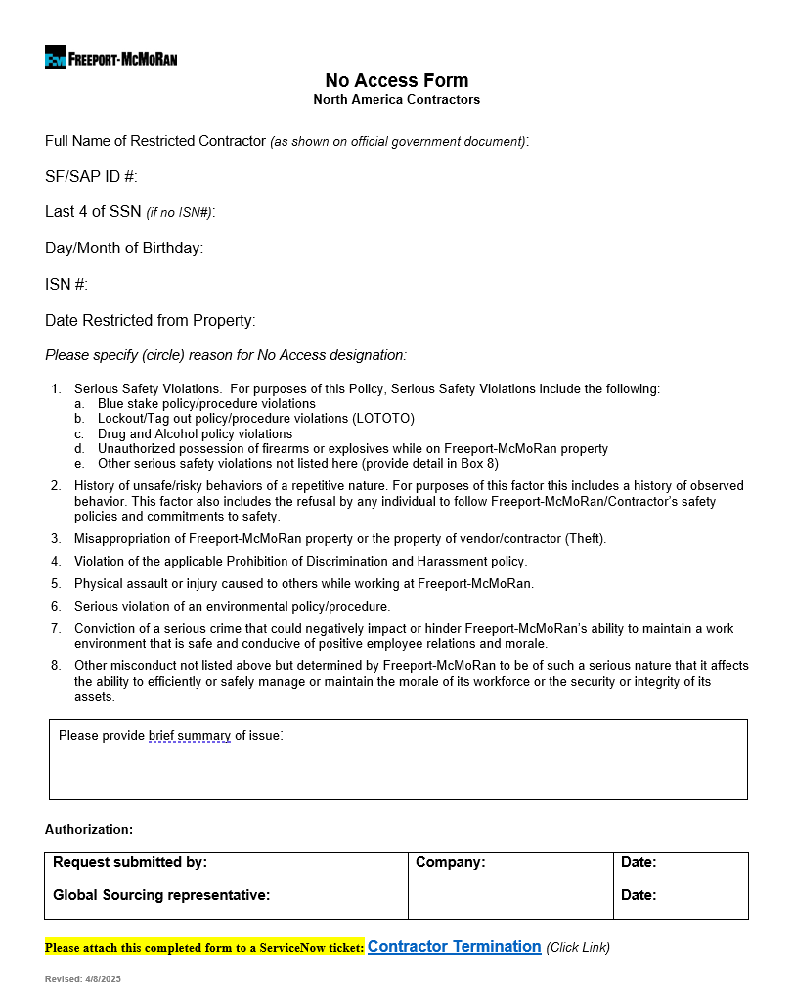 FCX FREEPORT-MCMORAN
No Access Form
North America Contractors
Full Name of Restricted Contractor (as shown on official government document):
SF/SAP ID #:
Last 4 of SSN (if no ISN#):
Day/Month of Birthday:
ISN #:
Date Restricted from Property:
Please specify (circle) reason for No Access designation:
1. Serious Safety Violations. For purposes of this Policy, Serious Safety Violations include the following:
a. Blue stake policy/procedure violations
b. Lockout/Tag out policy/procedure violations (LOTOTO)
c. Drug and Alcohol policy violations
d. Unauthorized possession of firearms or explosives while on Freeport-McMoRan property
e. Other serious safety violations not listed here (provide detail in Box 8)
2. History of unsafe/risky behaviors of a repetitive nature. For purposes of this factor this includes a history of observed
behavior. This factor also includes the refusal by any individual to follow Freeport-McMoRan/Contractor's safety
policies and commitments to safety.
3. Misappropriation of Freeport-McMoRan property or the property of vendor/contractor (Theft).
4. Violation of the applicable Prohibition of Discrimination and Harassment policy.
5. Physical assault or injury caused to others while working at Freeport-McMoRan.
6. Serious violation of an environmental policy/procedure.
7. Conviction of a serious crime that could negatively impact or hinder Freeport-McMoRan's ability to maintain a work
environment that is safe and conducive of positive employee relations and morale.
8. Other misconduct not listed above but determined by Freeport-McMoRan to be of such a serious nature that it affects
the ability to efficiently or safely manage or maintain the morale of its workforce or the security or integrity of its
assets.
Please provide brief summary of issue:
Authorization:
Request submitted by: Company: Date:
Global Sourcing representative: Date:
Please attach this completed form to a ServiceNow ticket: Contractor Termination (Click Link)
Revised: 4/8/2025